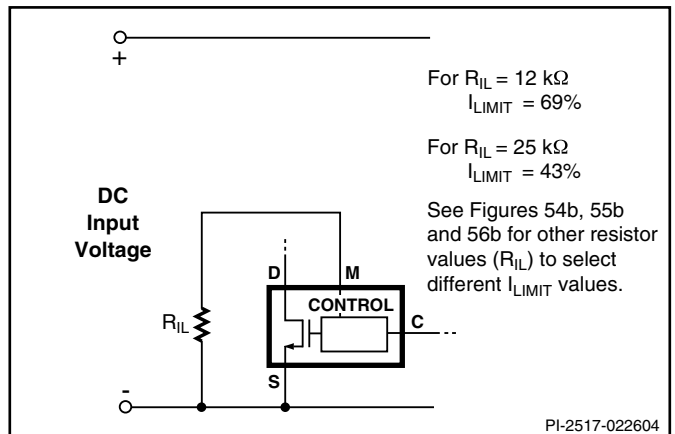 +
For R_IL = 12 kΩ
I_LIMIT = 69%
For R_IL = 25 kΩ
I_LIMIT = 43%
See Figures 54b, 55b
and 56b for other resistor
values (R_IL) to select
different I_LIMIT values.
DC
Input
Voltage
D
M
CONTROL
C
R_IL
S
-
PI-2517-022604